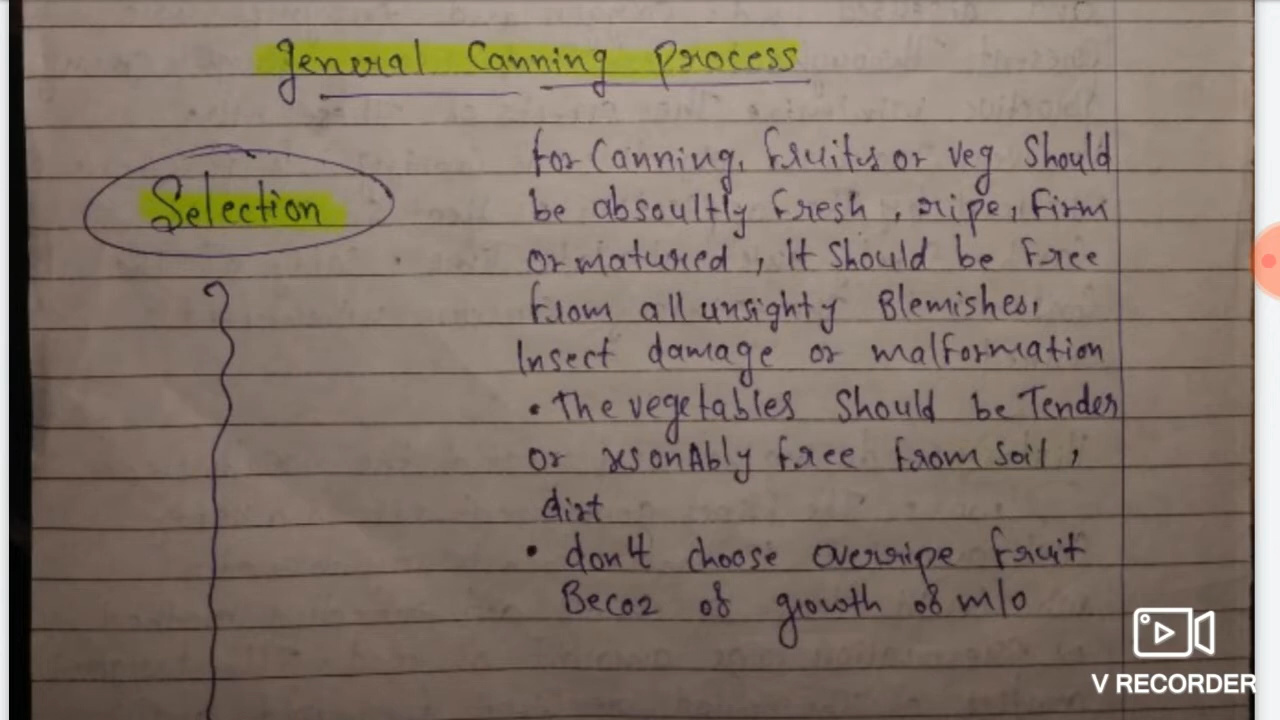 General Canning Process
Selection
for Canning, fruits or veg Should
be absoultly fresh, ripe, firm
or matured, It Should be free
from all unsighty Blemishes,
Insect damage or malformation
• The vegetables Should be Tender
or rsonAbly free from soil,
dirt
• don't choose overripe fruit
Becoz of growth of m/o
V RECORDER